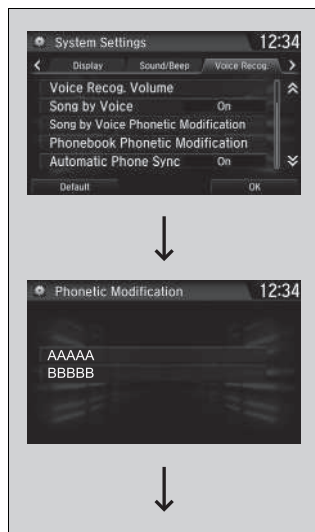 System Settings 12:34
Display Sound/Beep Voice Recog.
Voice Recog. Volume
Song by Voice On
Song by Voice Phonetic Modification
Phonebook Phonetic Modification
Automatic Phone Sync On
Default OK
Phonetic Modification 12:34
AAAAA
BBBBB